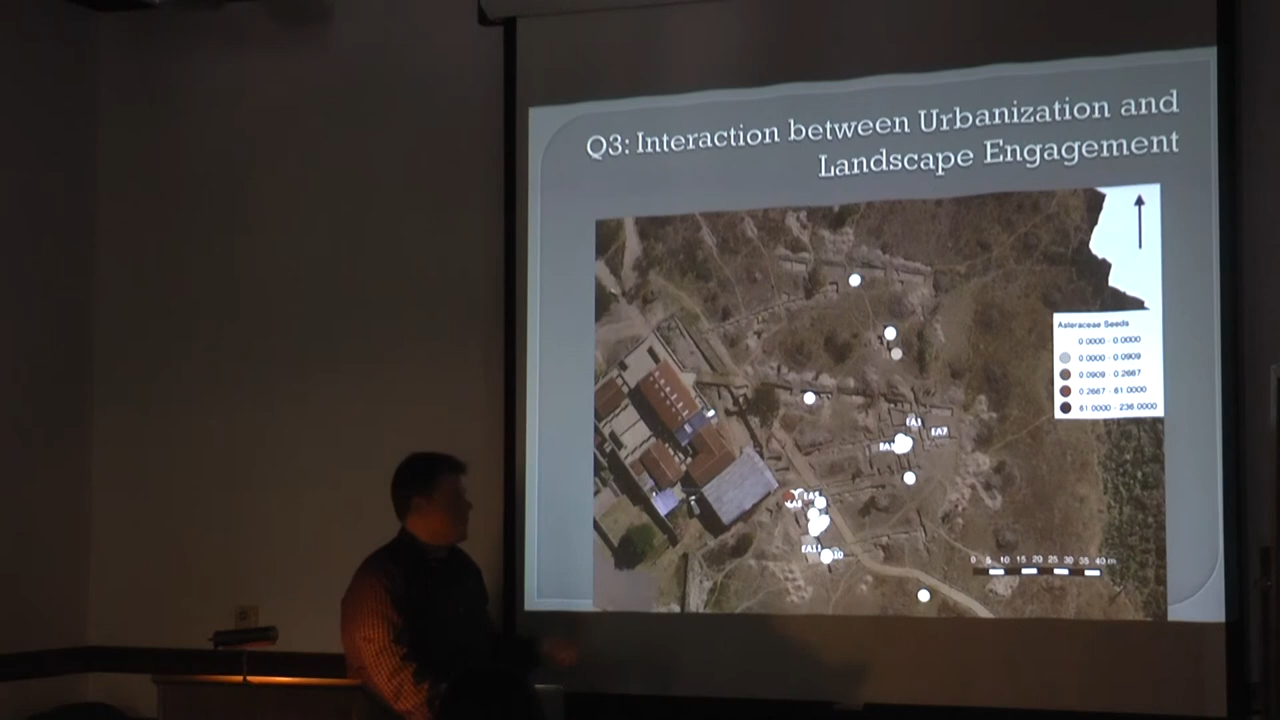 Q3: Interaction between Urbanization and
Landscape Engagement
Asteraceae Seeds
0.0000 - 0.0000
0.0000 - 0.0909
0.0909 - 0.2667
0.2667 - 61.0000
61.0000 - 236.0000
EA7
EA11
0 5 10 15 20 25 30 35 40 m